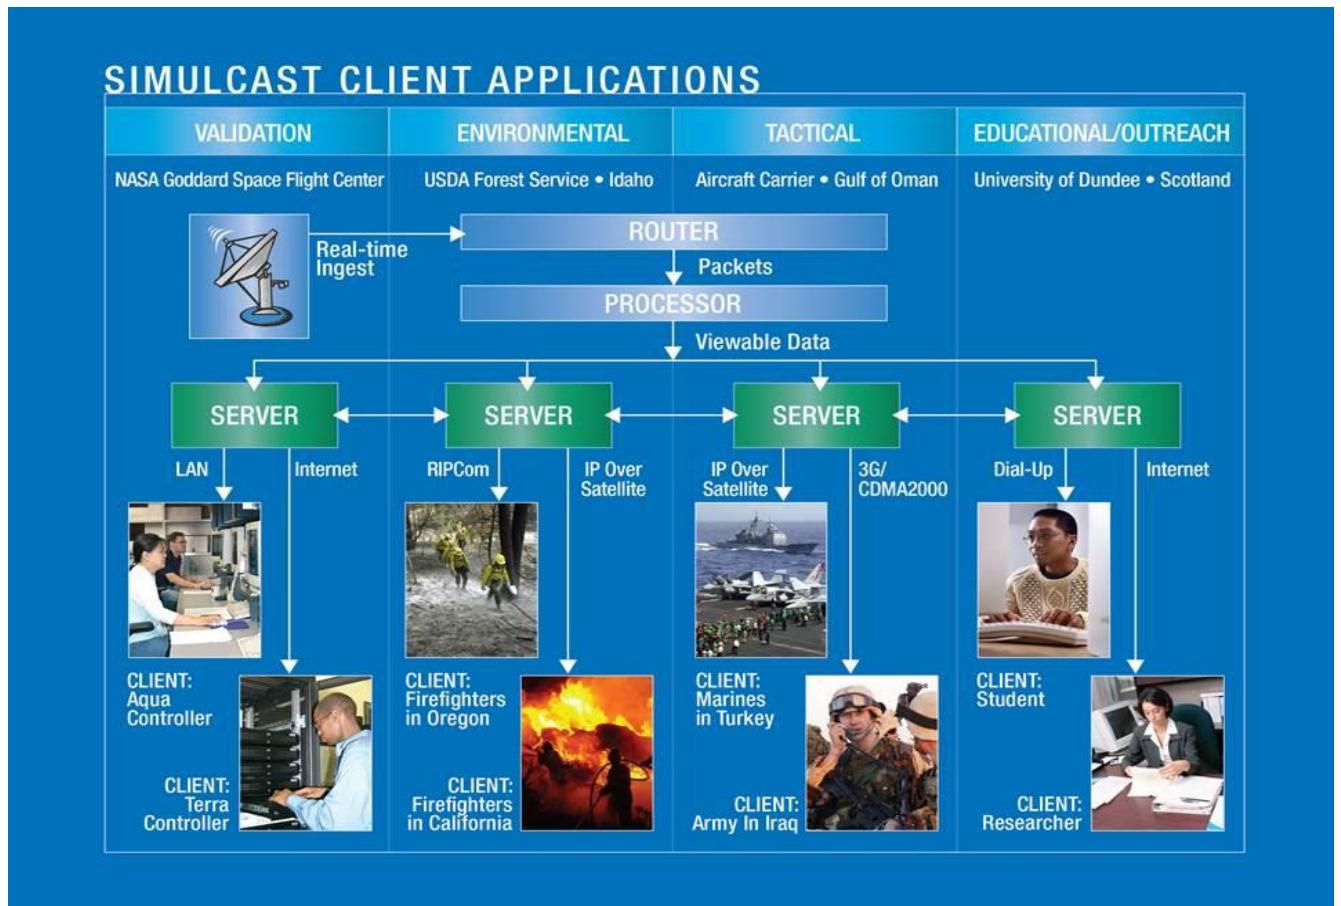 SIMULCAST CLIENT APPLICATIONS
VALIDATION
ENVIRONMENTAL
TACTICAL
EDUCATIONAL/OUTREACH
NASA Goddard Space Flight Center
USDA Forest Service • Idaho
Aircraft Carrier • Gulf of Oman
University of Dundee • Scotland
Real-time
Ingest
ROUTER
Packets
PROCESSOR
Viewable Data
SERVER
SERVER
SERVER
SERVER
LAN
Internet
RIPCom
IP Over
Satellite
IP Over
Satellite
3G/
CDMA2000
Dial-Up
Internet
CLIENT:
Aqua
Controller
CLIENT:
Terra
Controller
CLIENT:
Firefighters
in Oregon
CLIENT:
Firefighters
in California
CLIENT:
Marines
in Turkey
CLIENT:
Army In Iraq
CLIENT:
Student
CLIENT:
Researcher